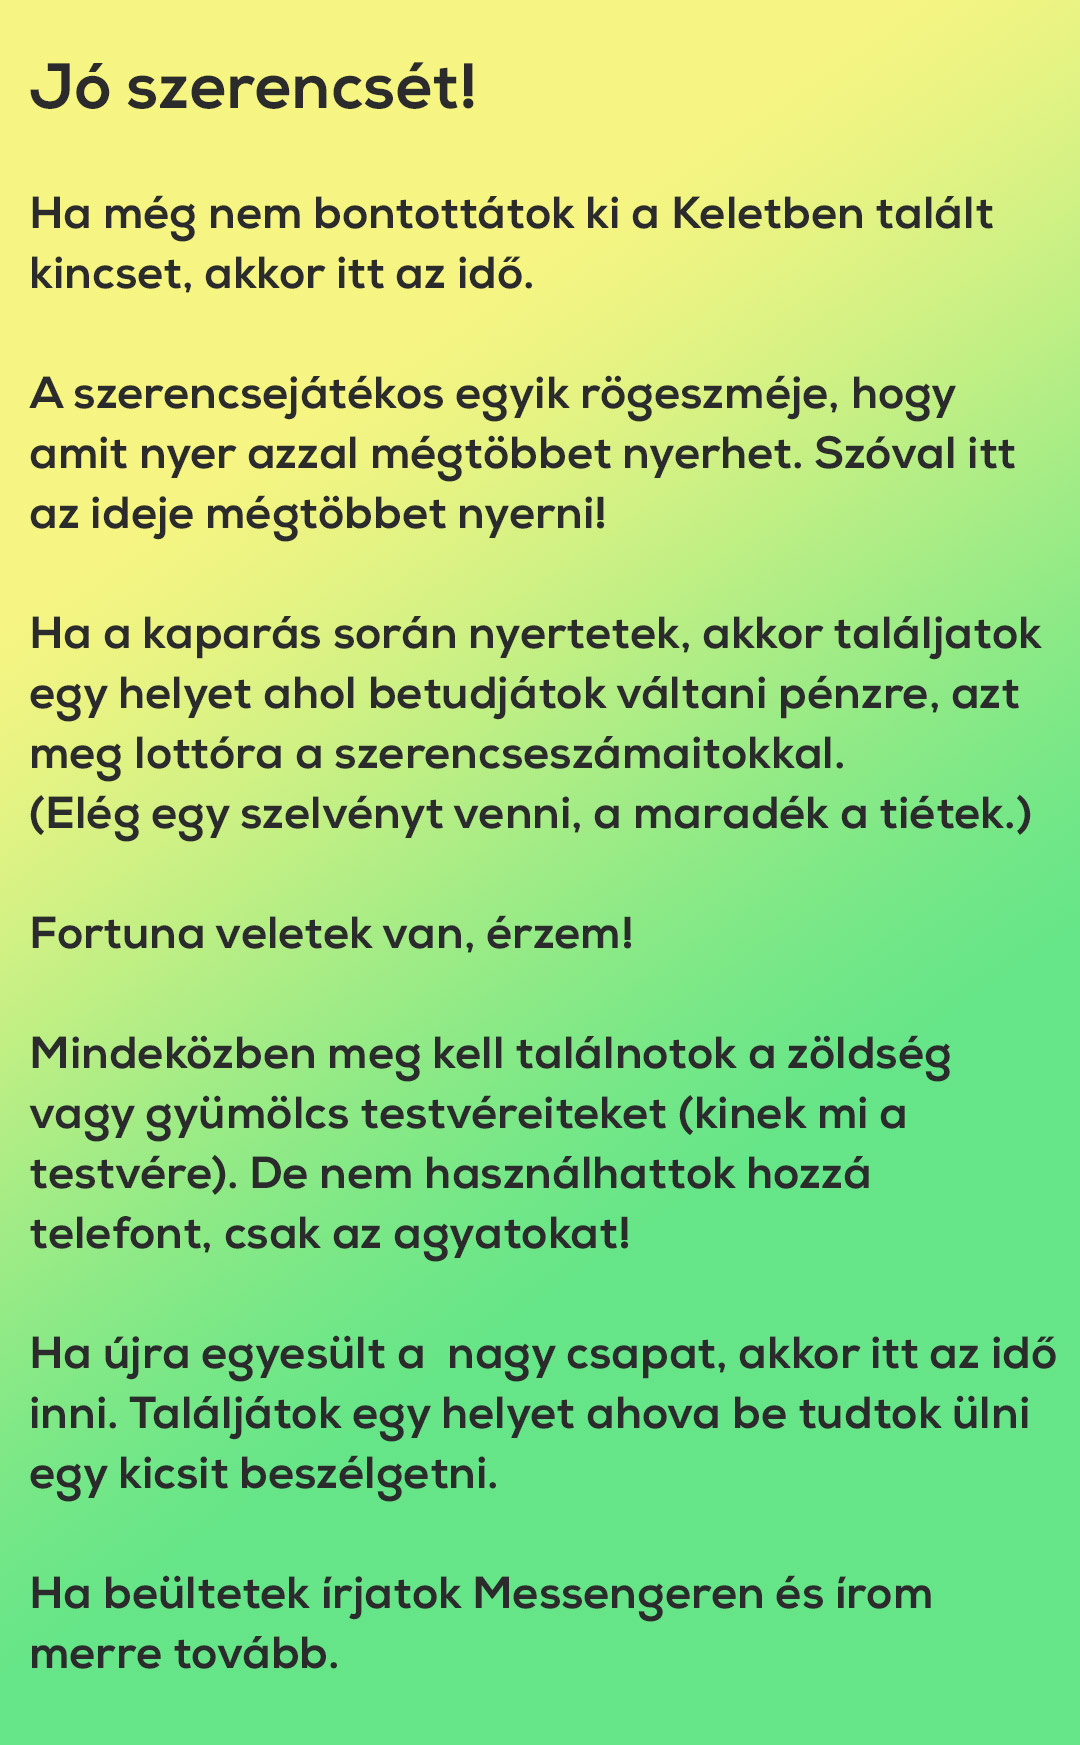 Jó szerencsét!
Ha még nem bontottátok ki a Keletben talált
kincset, akkor itt az idő.
A szerencsejátékos egyik rögeszméje, hogy
amit nyer azzal mégtöbbet nyerhet. Szóval itt
az ideje mégtöbbet nyerni!
Ha a kaparás során nyertetek, akkor találjatok
egy helyet ahol betudjátok váltani pénzre, azt
meg lottóra a szerencseszámaitokkal.
(Elég egy szelvényt venni, a maradék a tiétek.)
Fortuna veletek van, érzem!
Mindeközben meg kell találnotok a zöldség
vagy gyümölcs testvéreiteket (kinek mi a
testvére). De nem használhattok hozzá
telefont, csak az agyatokat!
Ha újra egyesült a  nagy csapat, akkor itt az idő
inni. Találjátok egy helyet ahova be tudtok ülni
egy kicsit beszélgetni.
Ha beültetek írjatok Messengeren és írom
merre tovább.